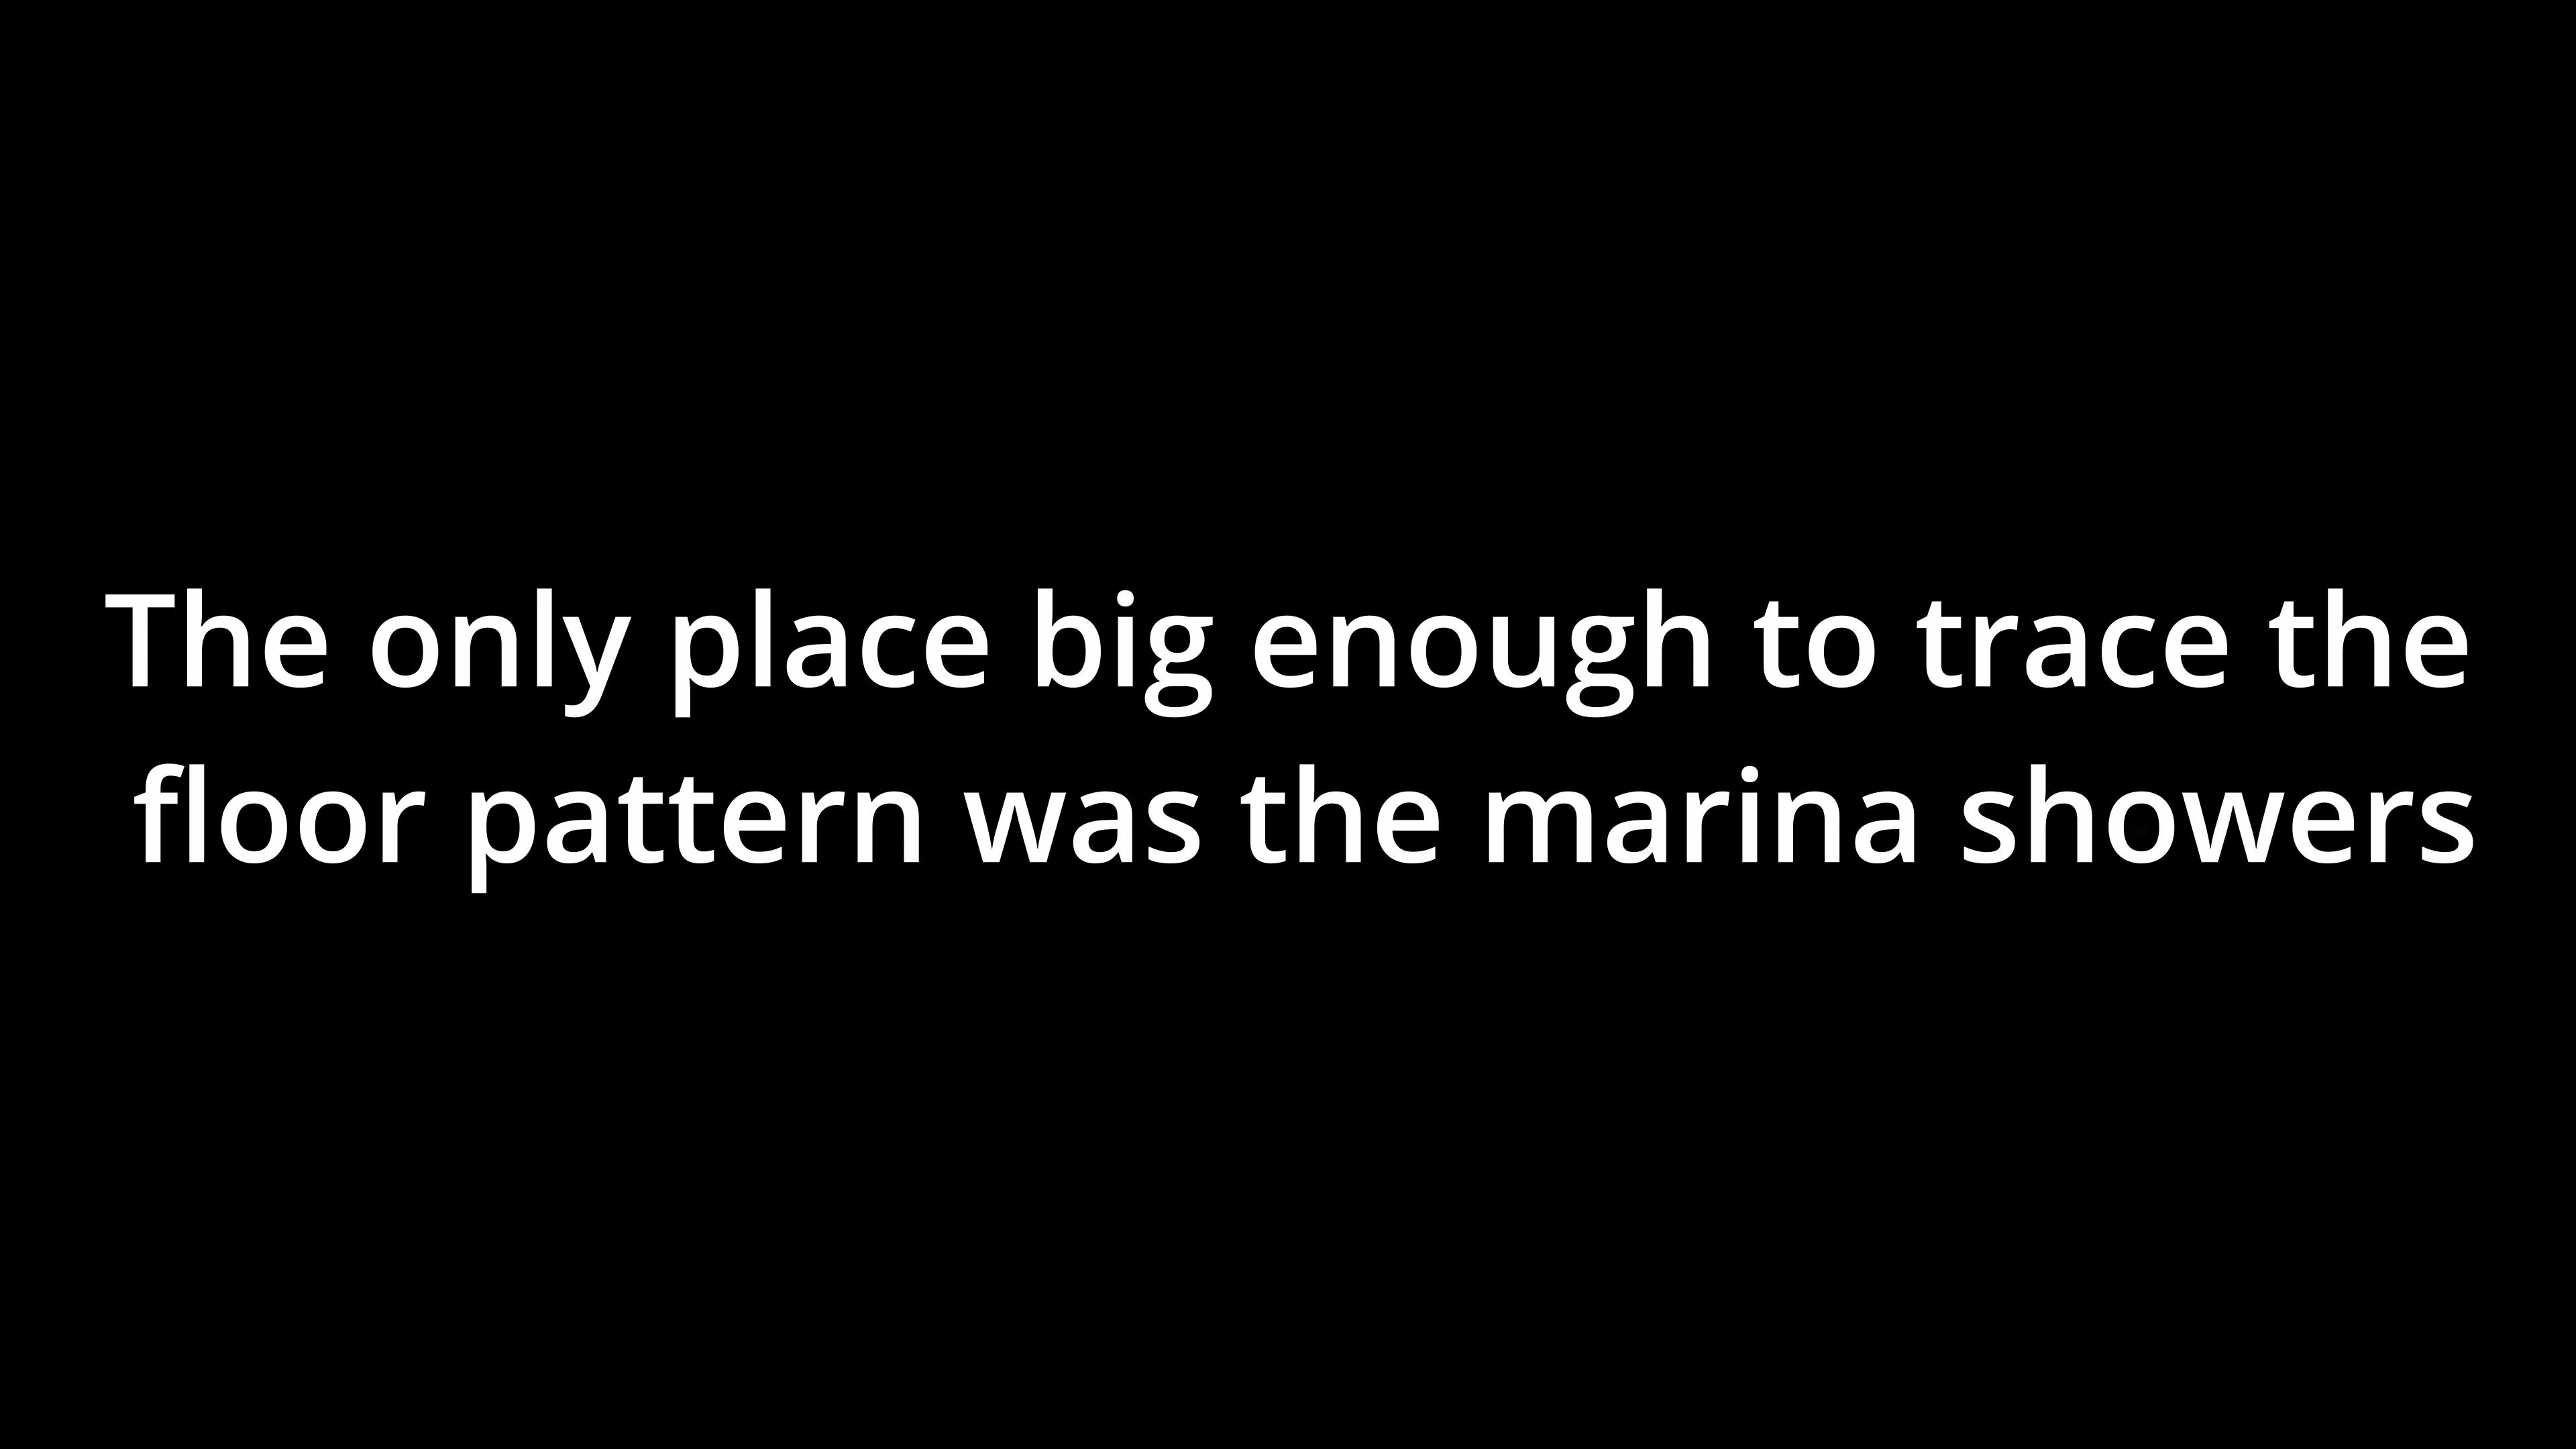 The only place big enough to trace the
floor pattern was the marina showers